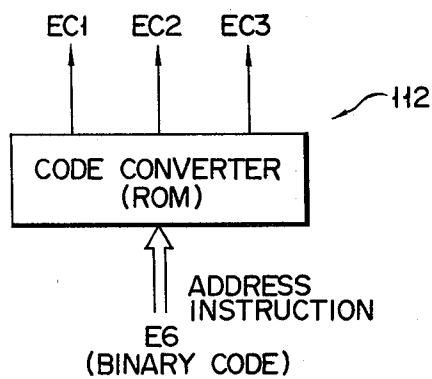 EC1 EC2 EC3
112
CODE CONVERTER
(ROM)
ADDRESS
INSTRUCTION
E6
(BINARY CODE)